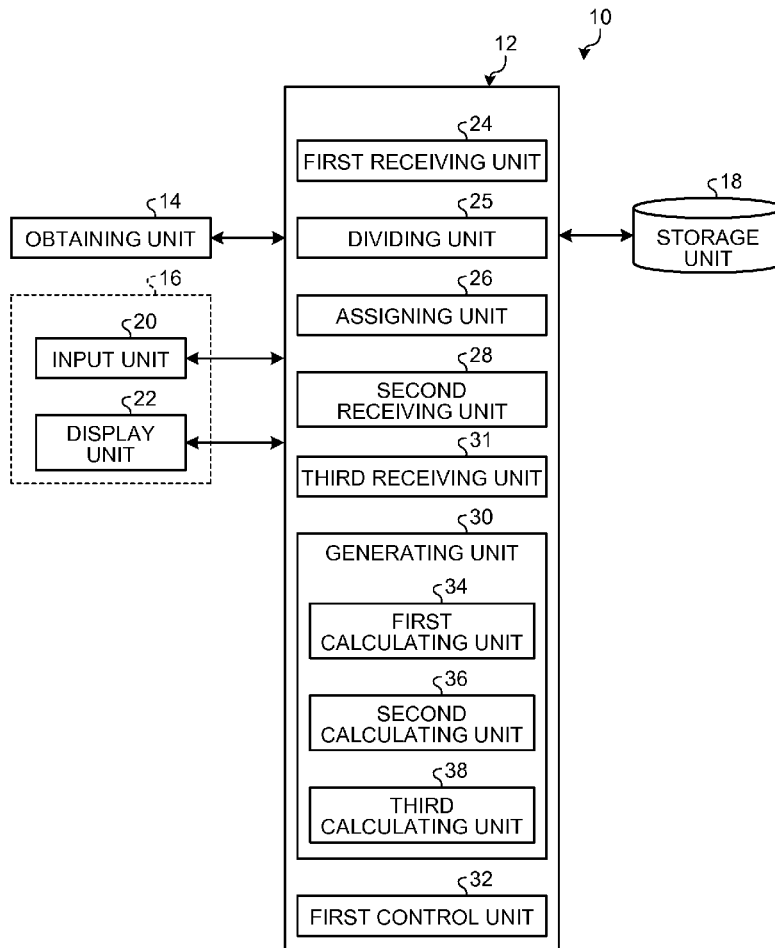 10
12
24
FIRST RECEIVING UNIT
14
OBTAINING UNIT
25
DIVIDING UNIT
18
STORAGE
UNIT
16
20
INPUT UNIT
22
DISPLAY
UNIT
26
ASSIGNING UNIT
28
SECOND
RECEIVING UNIT
31
THIRD RECEIVING UNIT
30
GENERATING UNIT
34
FIRST
CALCULATING UNIT
36
SECOND
CALCULATING UNIT
38
THIRD
CALCULATING UNIT
32
FIRST CONTROL UNIT